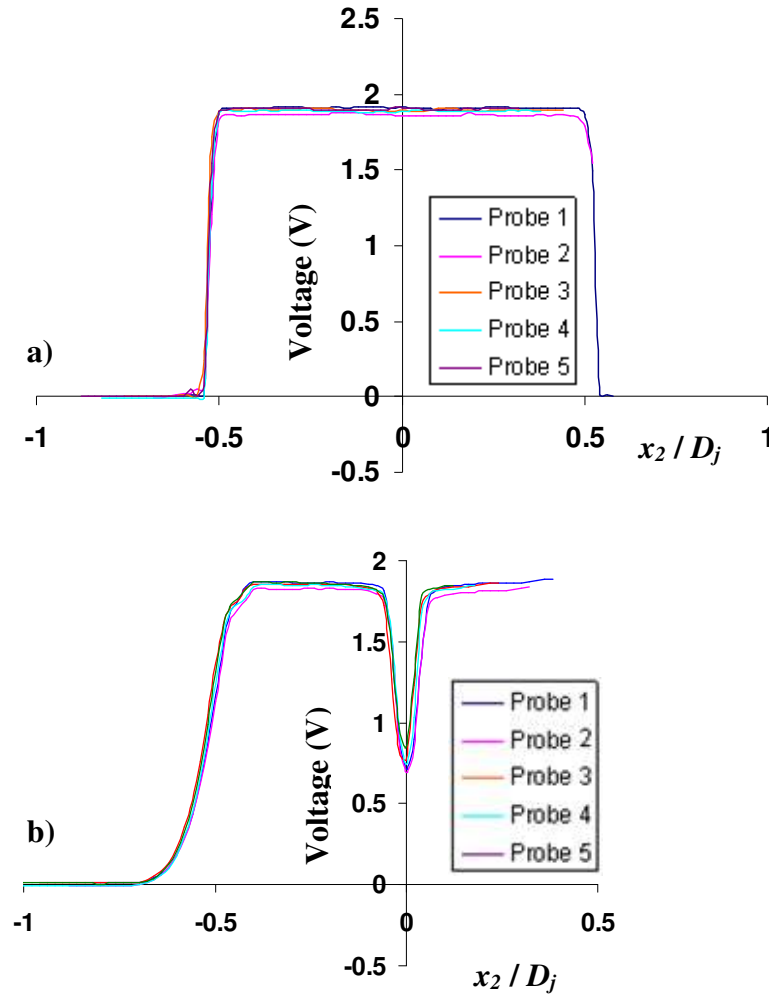 2.5
2
1.5
1
0.5
0
-0.5
-1
-0.5
0
0.5
1
Voltage (V)
x2 / Dj
a)
Probe 1
Probe 2
Probe 3
Probe 4
Probe 5
2
1.5
1
0.5
0
-0.5
-1
-0.5
0
0.5
Voltage (V)
x2 / Dj
b)
Probe 1
Probe 2
Probe 3
Probe 4
Probe 5